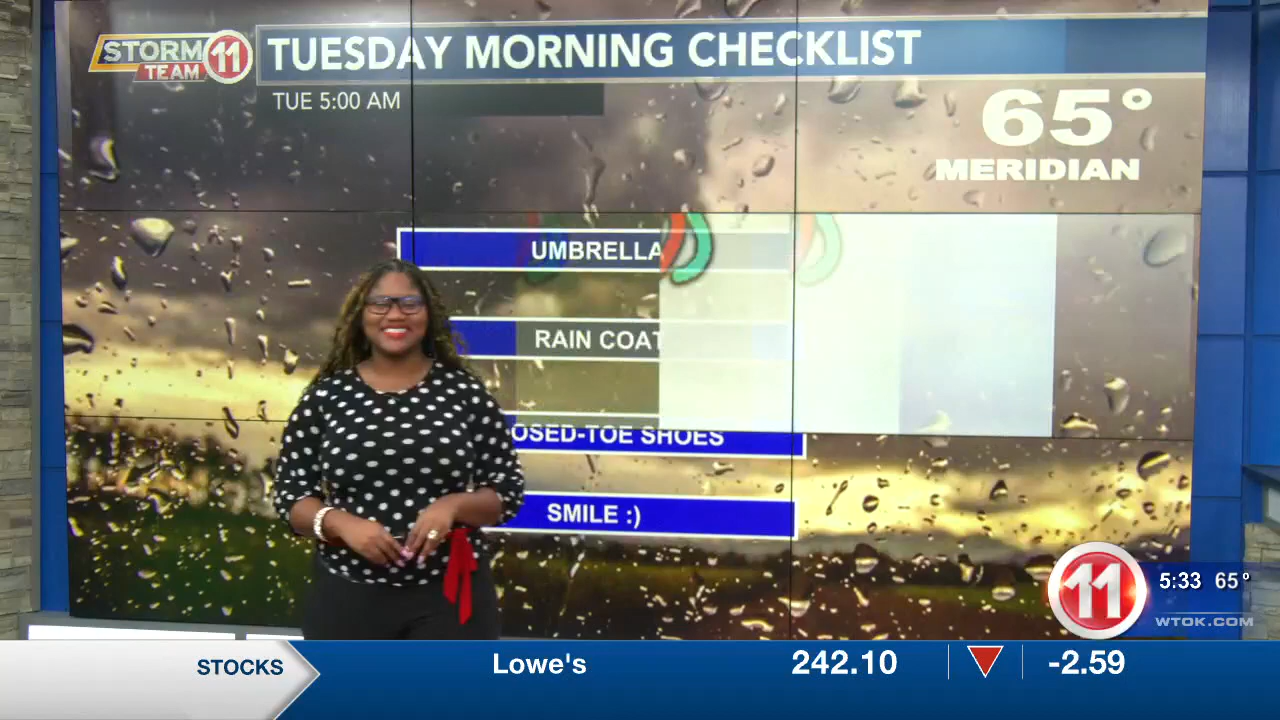 STORM
TEAM
11
TUESDAY MORNING CHECKLIST
TUE 5:00 AM
65°
MERIDIAN
UMBRELLA
RAIN COAT
OSED-TOE SHOES
SMILE :)
11
5:33 65°
WTOK.COM
STOCKS
Lowe's
242.10
-2.59